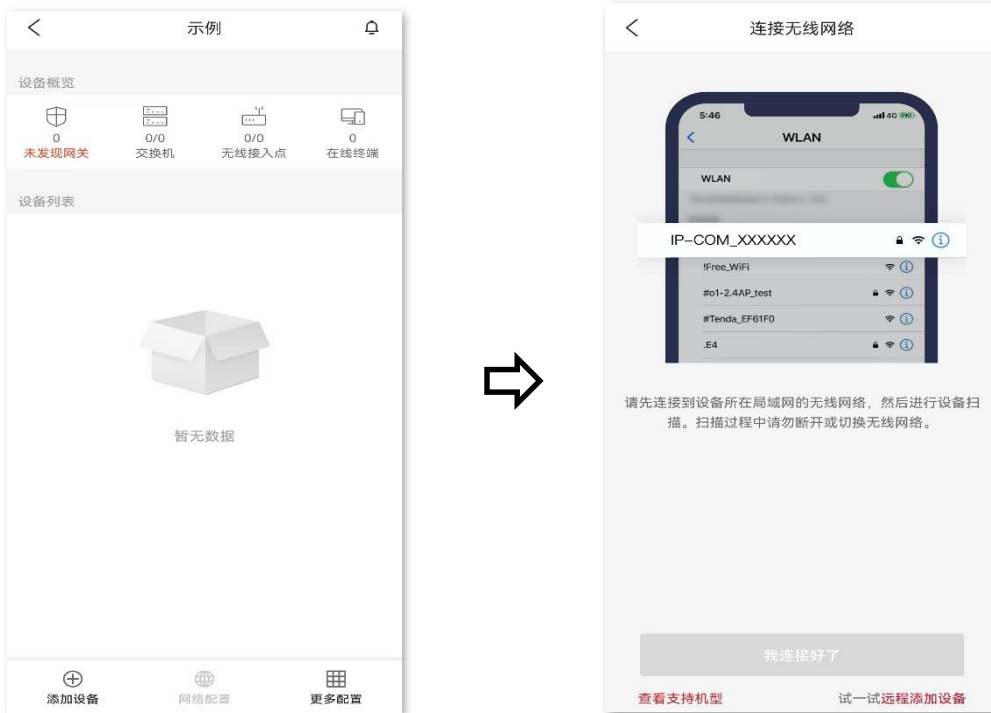 示例
设备概览
0
未发现网关
0/0
交换机
0/0
无线接入点
0
在线终端
设备列表
暂无数据
添加设备
网络配置
更多配置
连接无线网络
5:46
4G
WLAN
WLAN
IP-COM_XXXXXX
!Free_WiFi
#o1-2.4AP_test
#Tenda_EF61F0
.E4
请先连接到设备所在局域网的无线网络，然后进行设备扫
描。扫描过程中请勿断开或切换无线网络。
我连接好了
查看支持机型
试一试远程添加设备